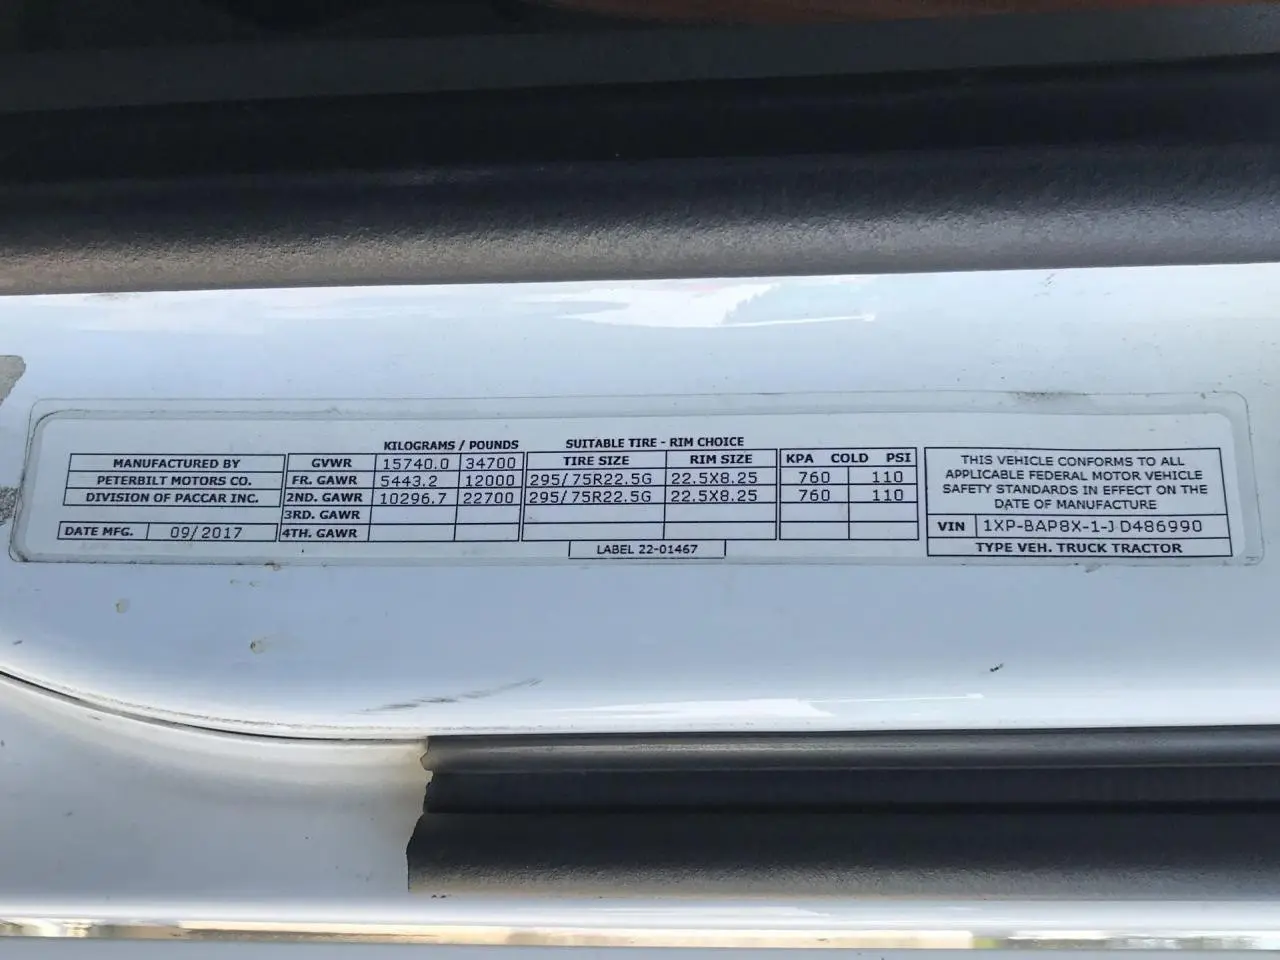 KILOGRAMS / POUNDS SUITABLE TIRE - RIM CHOICE
MANUFACTURED BY
PETERBILT MOTORS CO.
DIVISION OF PACCAR INC.
DATE MFG. 09/2017
GVWR 15740.0 34700 TIRE SIZE RIM SIZE KPA COLD PSI
FR. GAWR 5443.2 12000 295/75R22.5G 22.5X8.25 760 110
2ND. GAWR 10296.7 22700 295/75R22.5G 22.5X8.25 760 110
3RD. GAWR
4TH. GAWR
LABEL 22-01467
THIS VEHICLE CONFORMS TO ALL
APPLICABLE FEDERAL MOTOR VEHICLE
SAFETY STANDARDS IN EFFECT ON THE
DATE OF MANUFACTURE
VIN 1XP-BAP8X-1-JD486990
TYPE VEH. TRUCK TRACTOR